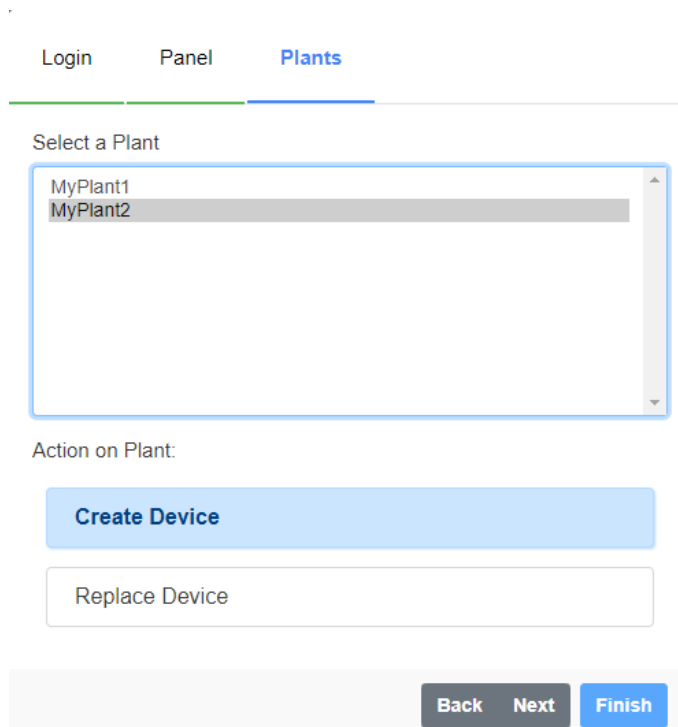 Login Panel Plants
Select a Plant
MyPlant1
MyPlant2
Action on Plant:
Create Device
Replace Device
Back Next Finish